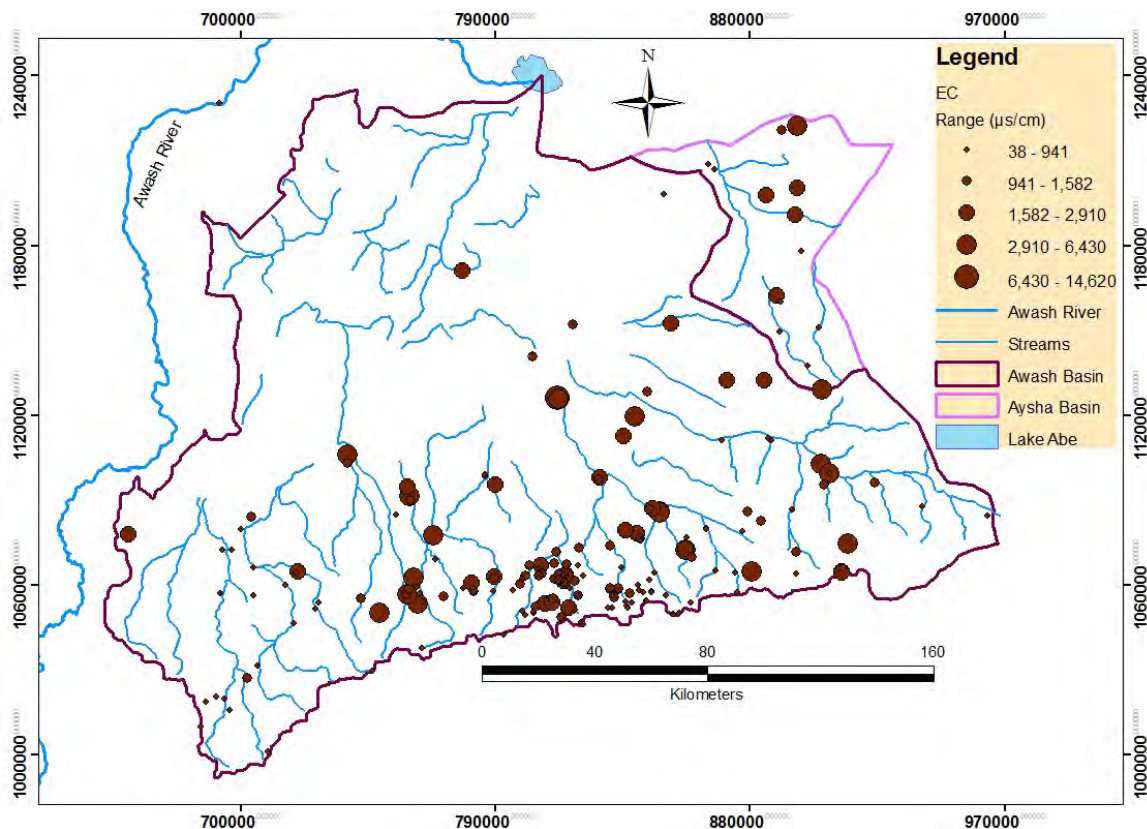 700000 790000 880000 970000
1240000 1240000
1180000 1180000
1120000 1120000
1060000 1060000
1000000 1000000
Awash River
N
Legend
EC
Range (µs/cm)
38 - 941
941 - 1,582
1,582 - 2,910
2,910 - 6,430
6,430 - 14,620
Awash River
Streams
Awash Basin
Aysha Basin
Lake Abe
0 40 80 160
Kilometers
700000 790000 880000 970000